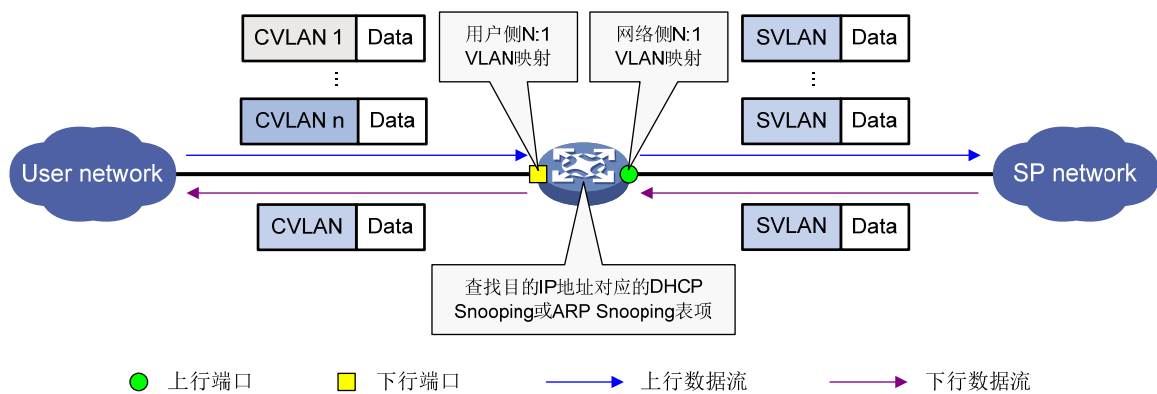 CVLAN 1 Data
用户侧N:1
VLAN映射
网络侧N:1
VLAN映射
SVLAN Data
...
...
CVLAN n Data
SVLAN Data
User network
SP network
CVLAN Data
SVLAN Data
查找目的IP地址对应的DHCP
Snooping或ARP Snooping表项
上行端口 下行端口 上行数据流 下行数据流